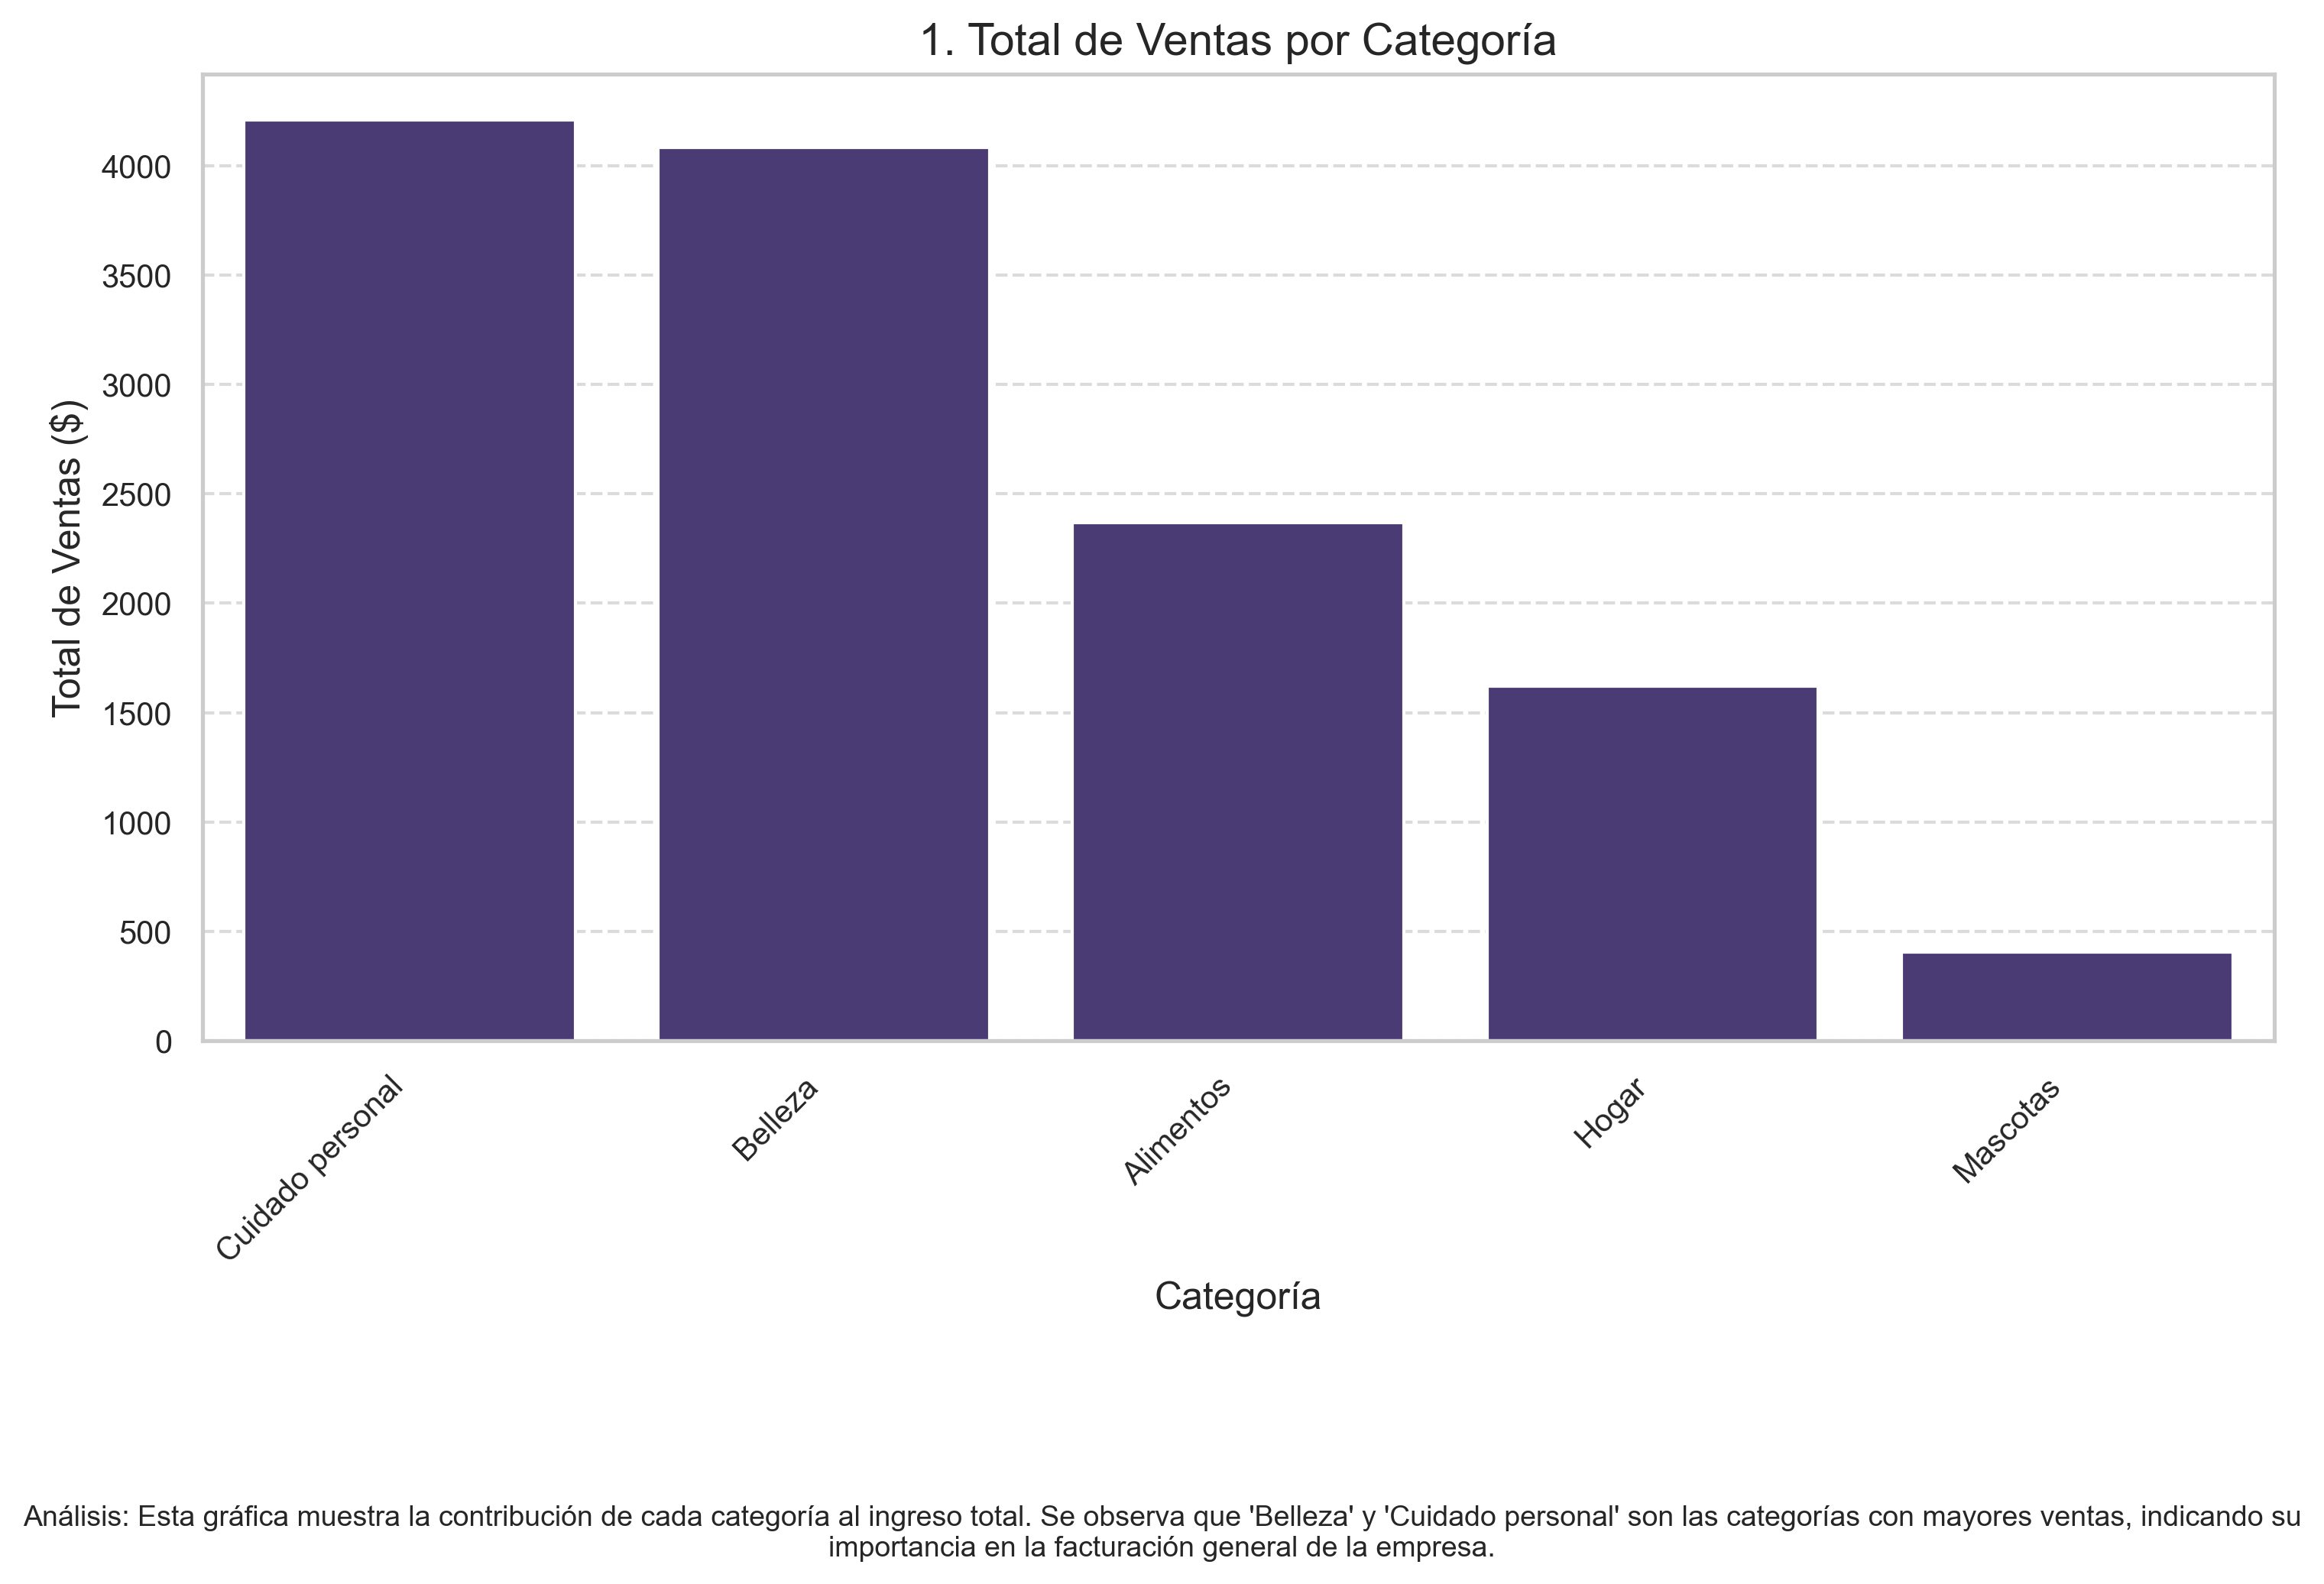 1. Total de Ventas por Categoría
Total de Ventas ($)
4000
3500
3000
2500
2000
1500
1000
500
0
Cuidado personal
Belleza
Alimentos
Hogar
Mascotas
Categoría
Análisis: Esta gráfica muestra la contribución de cada categoría al ingreso total. Se observa que 'Belleza' y 'Cuidado personal' son las categorías con mayores ventas, indicando su
importancia en la facturación general de la empresa.